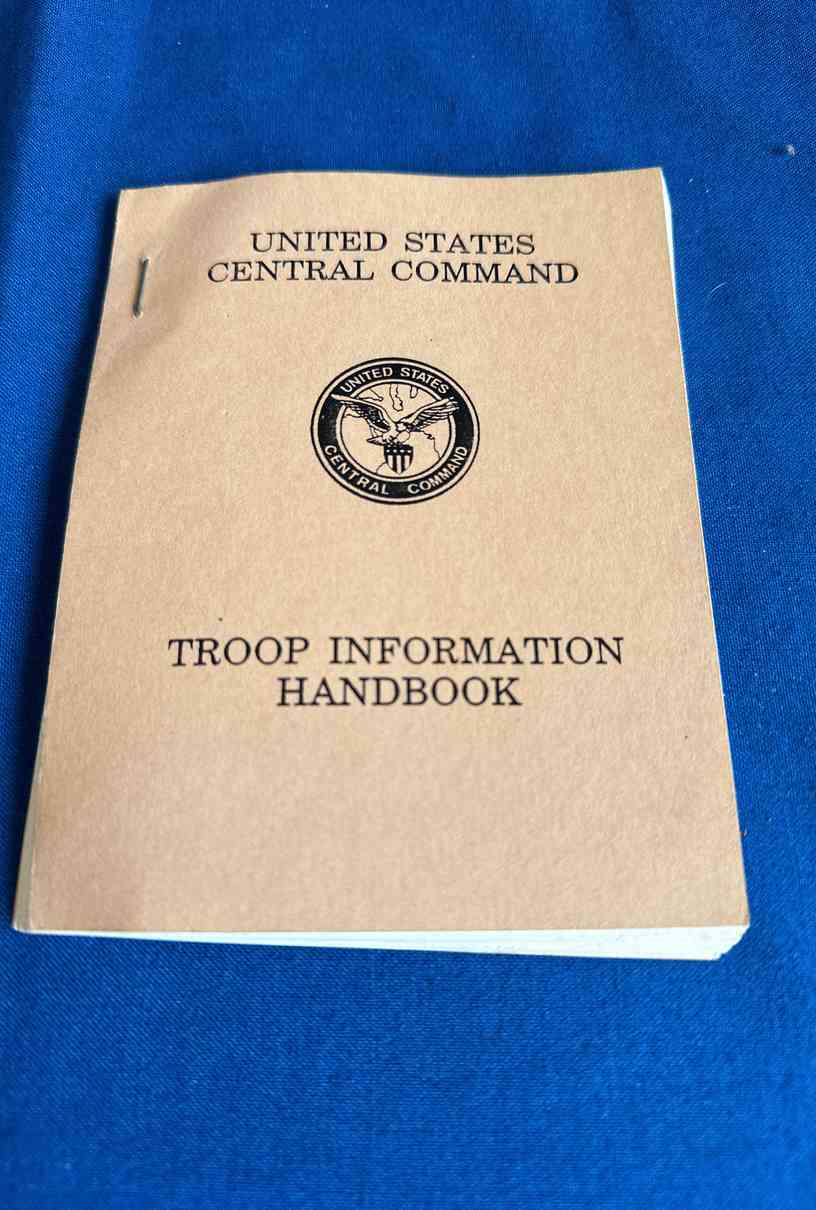 UNITED STATES
CENTRAL COMMAND
UNITED STATES
CENTRAL COMMAND
TROOP INFORMATION
HANDBOOK